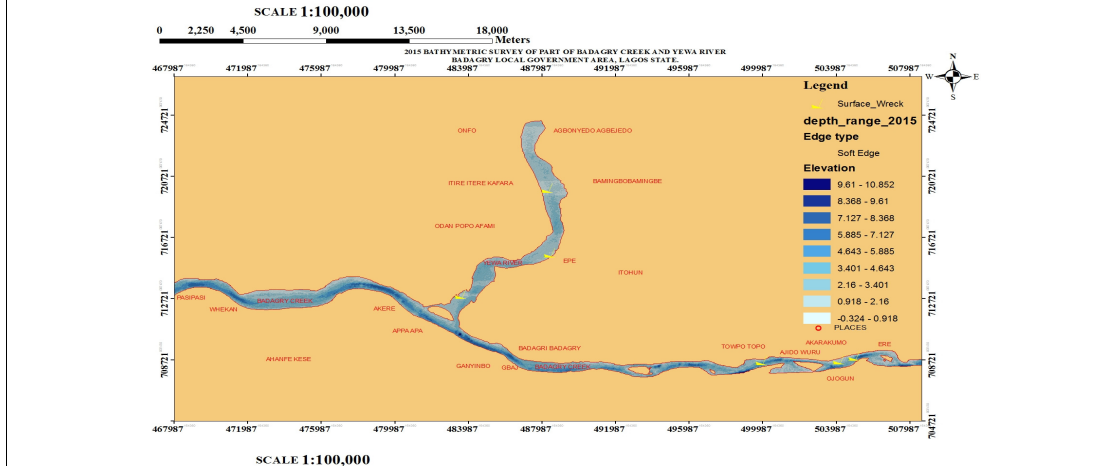 SCALE 1:100,000
0 2,250 4,500 9,000 13,500 18,000
Meters
2015 BATHYMETRIC SURVEY OF PART OF BADAGRY CREEK AND YEWA RIVER
BADAGRY LOCAL GOVERNMENT AREA, LAGOS STATE.
467987 471987 475987 479987 483987 487987 491987 495987 499987 503987 507987
N
W E
S
Legend
Surface_Wreck
depth_range_2015
Edge type
Soft Edge
Elevation
9.61 - 10.852
8.368 - 9.61
7.127 - 8.368
5.885 - 7.127
4.643 - 5.885
3.401 - 4.643
2.16 - 3.401
0.918 - 2.16
-0.324 - 0.918
PLACES
724721 724721
ONFO AGBONYEDO AGBEJEDO
720721 720721
ITIRE ITERE KAFARA BAMINGBOBAMINGBE
ODAN POPO AFAMI
716721 716721
YEWA RIVER EPE
ITOHUN
712721 712721
PASIPASI BADAGRY CREEK
WHEKAN AKERE
APPA APA
AHANFE KESE
BADAGRI BADAGRY
TOWPO TOPO AKARAKUMO ERE
AJIDO WURU
708721 708721
GANYINBO GBAJ BADAGRY CREEK
OJOGUN
704721
467987 471987 475987 479987 483987 487987 491987 495987 499987 503987 507987
SCALE 1:100,000